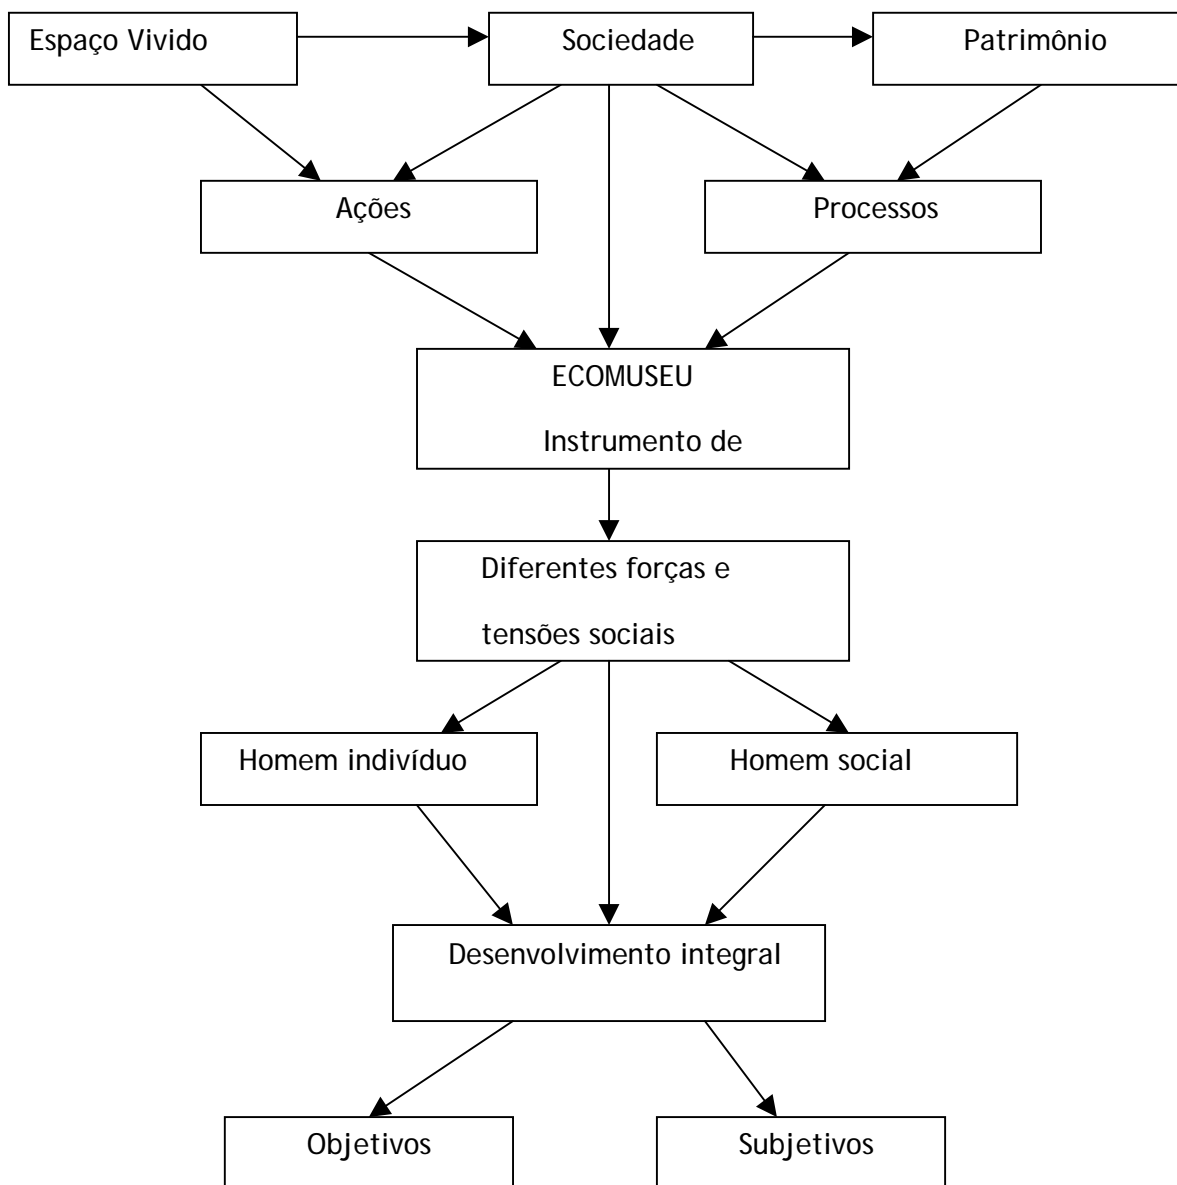 Espaço Vivido
Sociedade
Patrimônio
Ações
Processos
ECOMUSEU
Instrumento de
Diferentes forças e
tensões sociais
Homem indivíduo
Homem social
Desenvolvimento integral
Objetivos
Subjetivos